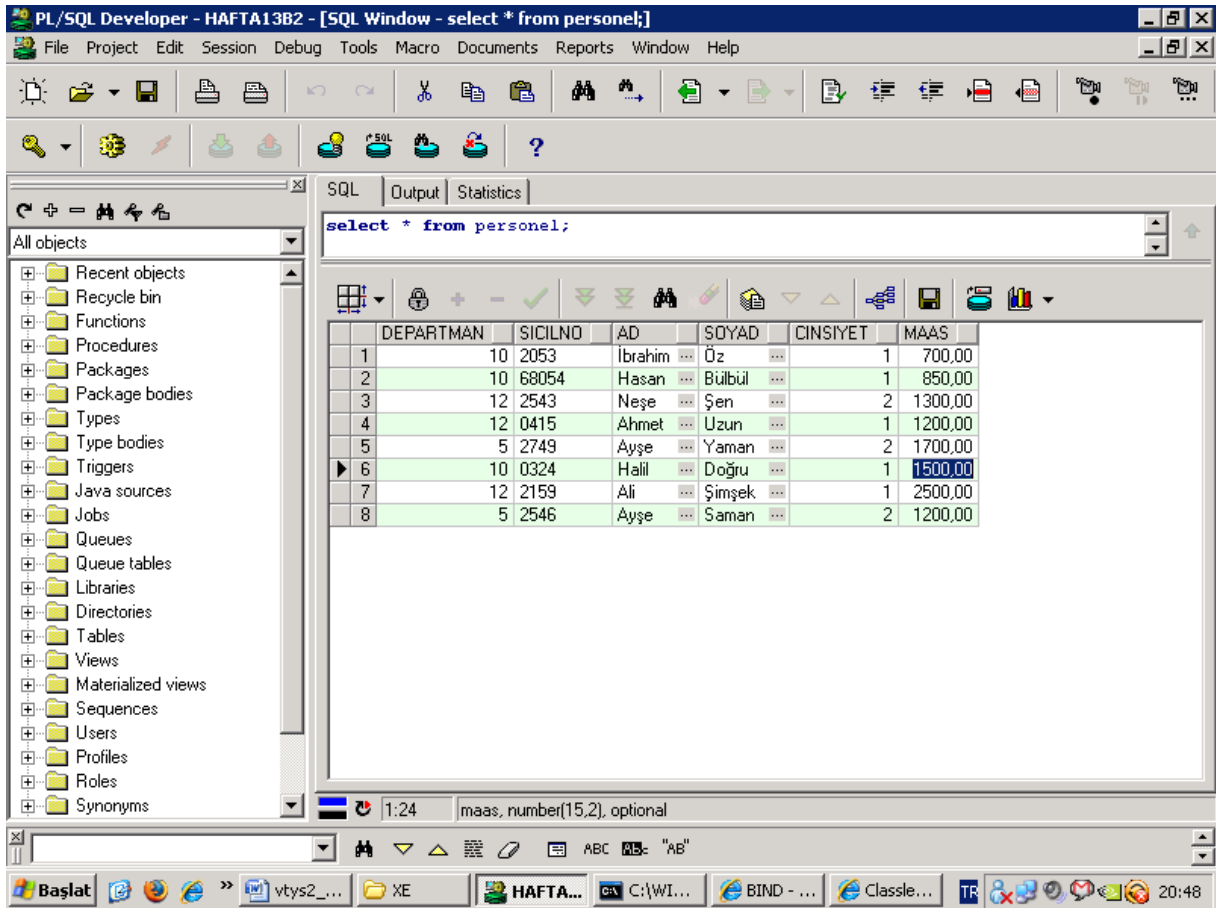 PL/SQL Developer - HAFTA13B2 - [SQL Window - select * from personel;]
File Project Edit Session Debug Tools Macro Documents Reports Window Help
SQL
?
SQL Output Statistics
select * from personel;
All objects
Recent objects
Recycle bin
Functions
Procedures
Packages
Package bodies
Types
Type bodies
Triggers
Java sources
Jobs
Queues
Queue tables
Libraries
Directories
Tables
Views
Materialized views
Sequences
Users
Profiles
Roles
Synonyms
DEPARTMAN SICILNO AD SOYAD CINSIYET MAAS
1 10 2053 İbrahim ... Öz ... 1 700,00
2 10 68054 Hasan ... Bülbül ... 1 850,00
3 12 2543 Neşe ... Şen ... 2 1300,00
4 12 0415 Ahmet ... Uzun ... 1 1200,00
5 5 2749 Ayşe ... Yaman ... 2 1700,00
6 10 0324 Halil ... Doğru ... 1 1500,00
7 12 2159 Ali ... Şimşek ... 1 2500,00
8 5 2546 Ayşe ... Saman ... 2 1200,00
1:24 maas, number(15,2), optional
ABC ABc "AB"
Başlat » vtys2_... XE HAFTA... C:\WI... BIND - ... Classle... TR 20:48